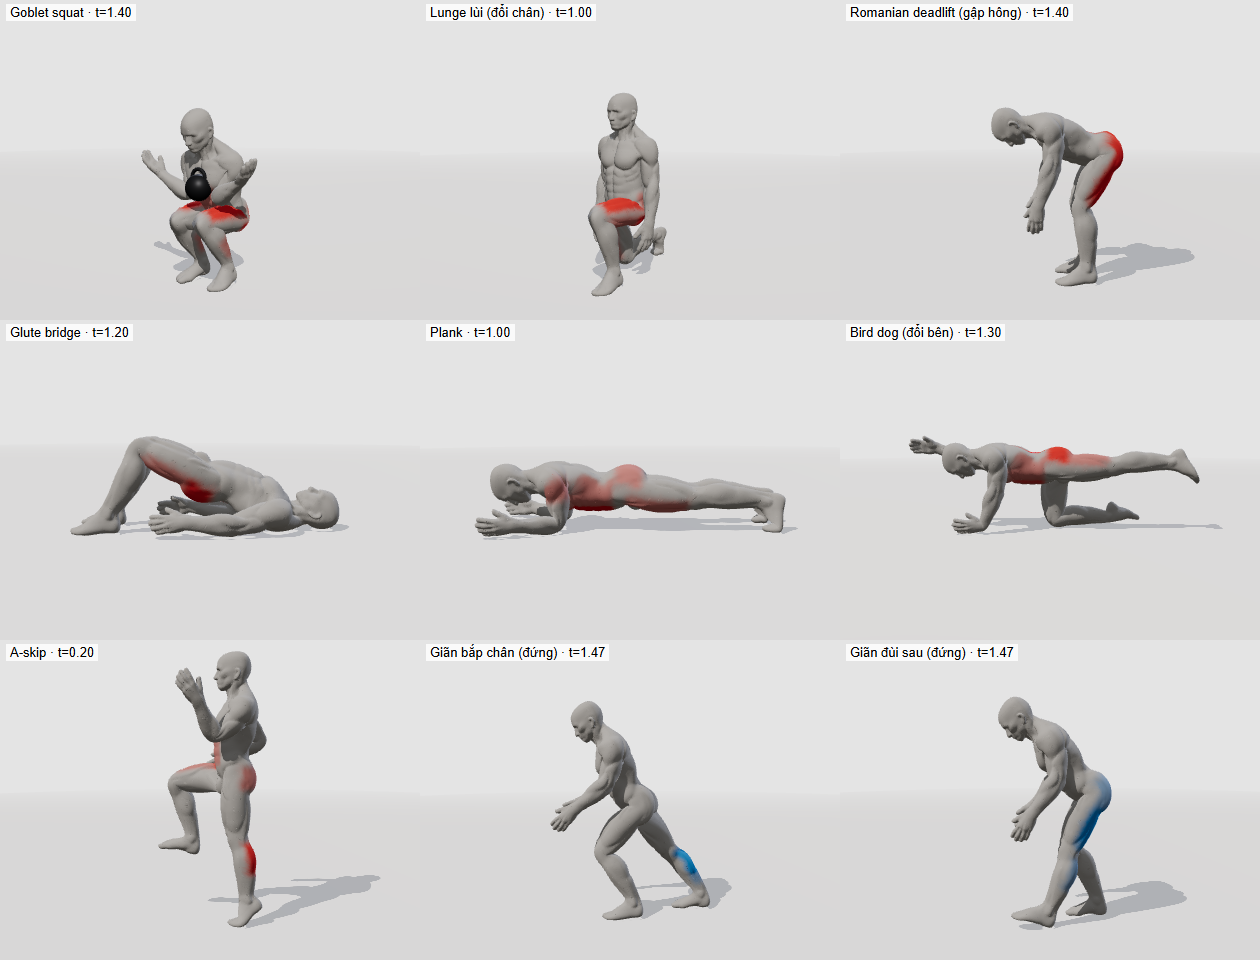 Goblet squat · t=1.40
Lunge lùi (đổi chân) · t=1.00
Romanian deadlift (gập hông) · t=1.40
Glute bridge · t=1.20
Plank · t=1.00
Bird dog (đổi bên) · t=1.30
A-skip · t=0.20
Giãn bắp chân (đứng) · t=1.47
Giãn đùi sau (đứng) · t=1.47